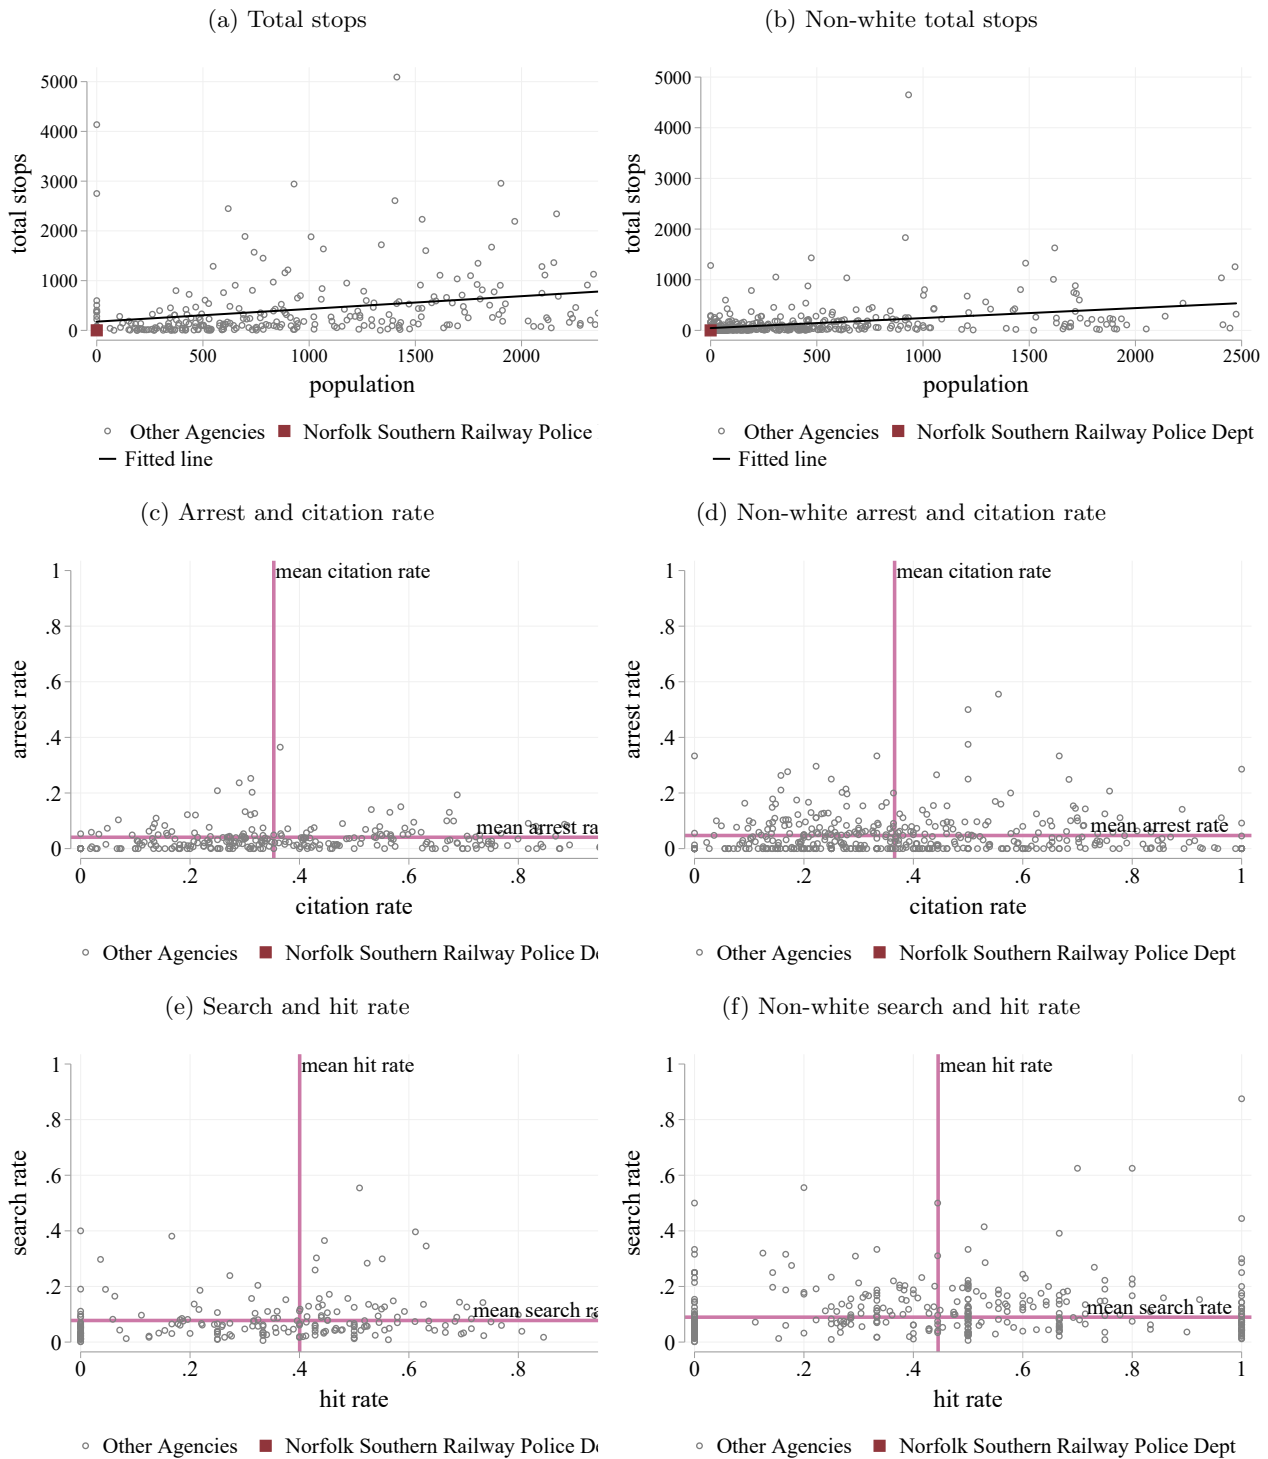 (a) Total stops
total stops
5000
4000
3000
2000
1000
0
0 500 1000 1500 2000
population
Other Agencies Norfolk Southern Railway Police
Fitted line
(b) Non-white total stops
total stops
5000
4000
3000
2000
1000
0
0 500 1000 1500 2000 2500
population
Other Agencies Norfolk Southern Railway Police Dept
Fitted line
(c) Arrest and citation rate
arrest rate
1
.8
.6
.4
.2
0
mean citation rate
mean arrest ra
0 .2 .4 .6 .8
citation rate
Other Agencies Norfolk Southern Railway Police De
(d) Non-white arrest and citation rate
arrest rate
1
.8
.6
.4
.2
0
mean citation rate
mean arrest rate
0 .2 .4 .6 .8 1
citation rate
Other Agencies Norfolk Southern Railway Police Dept
(e) Search and hit rate
search rate
1
.8
.6
.4
.2
0
mean hit rate
mean search ra
0 .2 .4 .6 .8
hit rate
Other Agencies Norfolk Southern Railway Police De
(f) Non-white search and hit rate
search rate
1
.8
.6
.4
.2
0
mean hit rate
mean search rate
0 .2 .4 .6 .8 1
hit rate
Other Agencies Norfolk Southern Railway Police Dept